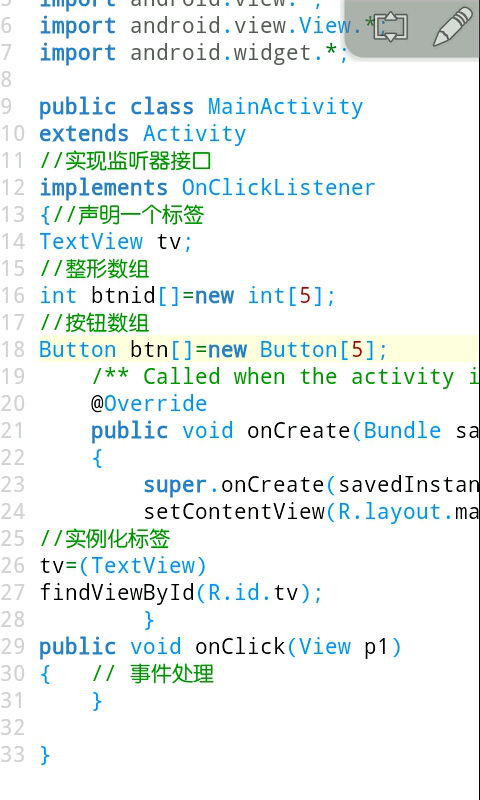 5 import android.view.*;
6 import android.view.View.*
7 import android.widget.*;
8
9 public class MainActivity
10 extends Activity
11 //实现监听器接口
12 implements OnClickListener
13 {//声明一个标签
14 TextView tv;
15 //整形数组
16 int btnid[]=new int[5];
17 //按钮数组
18 Button btn[]=new Button[5];
19 /** Called when the activity i
20 @Override
21 public void onCreate(Bundle sa
22 {
23 super.onCreate(savedInstan
24 setContentView(R.layout.ma
25 //实例化标签
26 tv=(TextView)
27 findViewById(R.id.tv);
28 }
29 public void onClick(View p1)
30 { // 事件处理
31 }
32
33 }